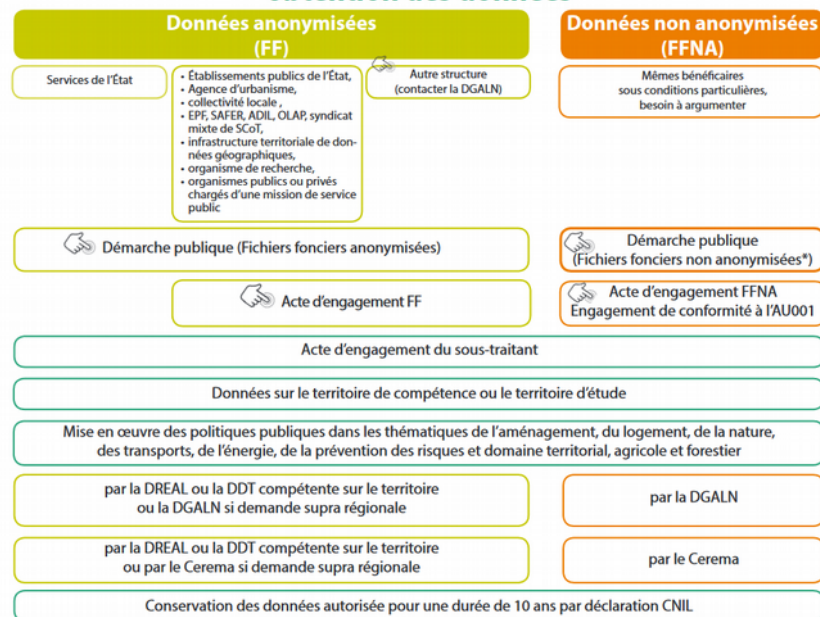 Données anonymisées
(FF)
Données non anonymisées
(FFNA)
Services de l'État
• Établissements publics de l'État,
• Agence d'urbanisme,
• collectivité locale ,
• EPF, SAFER, ADIL, OLAP, syndicat
mixte de SCoT,
• infrastructure territoriale de don-
nées géographiques,
• organisme de recherche,
• organismes publics ou privés
chargés d'une mission de service
public
Autre structure
(contacter la DGALN)
Mêmes bénéficaires
sous conditions particulières,
besoin à argumenter
Démarche publique (Fichiers fonciers anonymisées)
Démarche publique
(Fichiers fonciers non anonymisées*)
Acte d'engagement FF
Acte d'engagement FFNA
Engagement de conformité à l'AU001
Acte d'engagement du sous-traitant
Données sur le territoire de compétence ou le territoire d'étude
Mise en œuvre des politiques publiques dans les thématiques de l'aménagement, du logement, de la nature,
des transports, de l'énergie, de la prévention des risques et domaine territorial, agricole et forestier
par la DREAL ou la DDT compétente sur le territoire
ou la DGALN si demande supra régionale
par la DGALN
par la DREAL ou la DDT compétente sur le territoire
ou par le Cerema si demande supra régionale
par le Cerema
Conservation des données autorisée pour une durée de 10 ans par déclaration CNIL